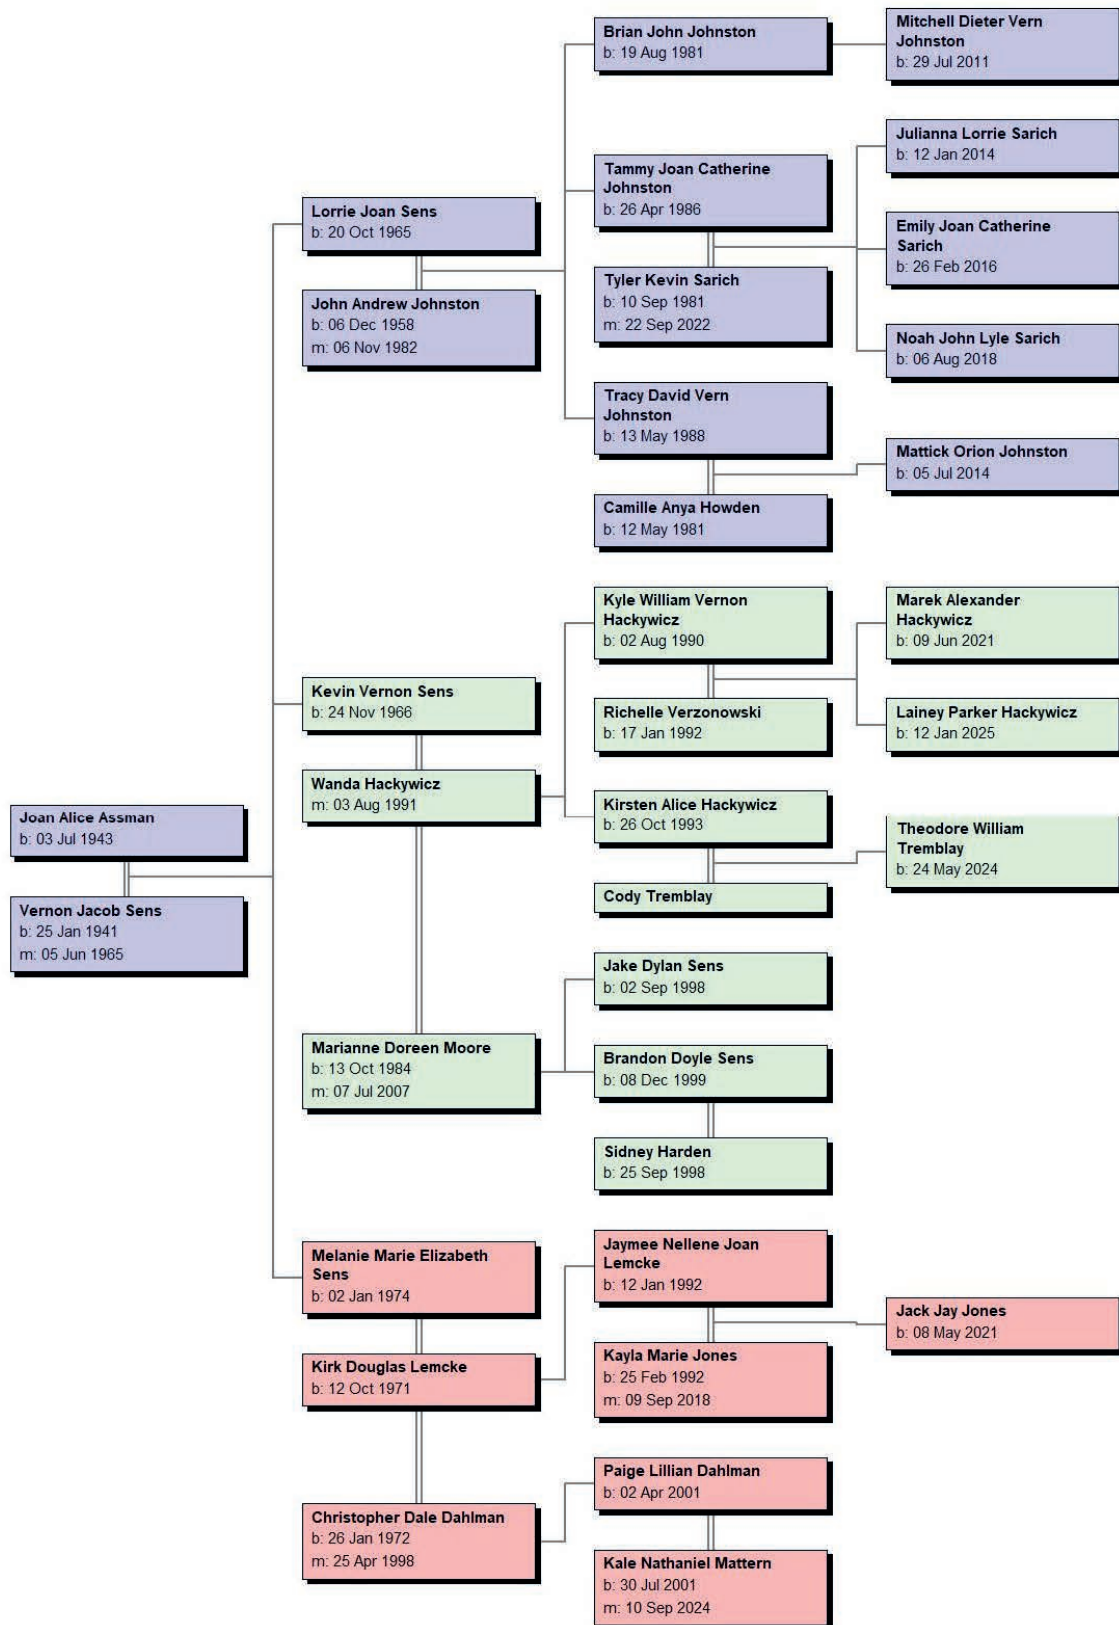 Joan Alice Assman
b: 03 Jul 1943
Vernon Jacob Sens
b: 25 Jan 1941
m: 05 Jun 1965
Lorrie Joan Sens
b: 20 Oct 1965
John Andrew Johnston
b: 06 Dec 1958
m: 06 Nov 1982
Kevin Vernon Sens
b: 24 Nov 1966
Wanda Hackywicz
m: 03 Aug 1991
Marianne Doreen Moore
b: 13 Oct 1984
m: 07 Jul 2007
Melanie Marie Elizabeth
Sens
b: 02 Jan 1974
Kirk Douglas Lemcke
b: 12 Oct 1971
Christopher Dale Dahlman
b: 26 Jan 1972
m: 25 Apr 1998
Brian John Johnston
b: 19 Aug 1981
Tammy Joan Catherine
Johnston
b: 26 Apr 1986
Tyler Kevin Sarich
b: 10 Sep 1981
m: 22 Sep 2022
Tracy David Vern
Johnston
b: 13 May 1988
Camille Anya Howden
b: 12 May 1981
Kyle William Vernon
Hackywicz
b: 02 Aug 1990
Richelle Verzonowski
b: 17 Jan 1992
Kirsten Alice Hackywicz
b: 26 Oct 1993
Cody Tremblay
Jake Dylan Sens
b: 02 Sep 1998
Brandon Doyle Sens
b: 08 Dec 1999
Sidney Harden
b: 25 Sep 1998
Jaymee Nellene Joan
Lemcke
b: 12 Jan 1992
Kayla Marie Jones
b: 25 Feb 1992
m: 09 Sep 2018
Paige Lillian Dahlman
b: 02 Apr 2001
Kale Nathaniel Mattern
b: 30 Jul 2001
m: 10 Sep 2024
Mitchell Dieter Vern
Johnston
b: 29 Jul 2011
Julianna Lorrie Sarich
b: 12 Jan 2014
Emily Joan Catherine
Sarich
b: 26 Feb 2016
Noah John Lyle Sarich
b: 06 Aug 2018
Mattick Orion Johnston
b: 05 Jul 2014
Marek Alexander
Hackywicz
b: 09 Jun 2021
Lainey Parker Hackywicz
b: 12 Jan 2025
Theodore William
Tremblay
b: 24 May 2024
Jack Jay Jones
b: 08 May 2021